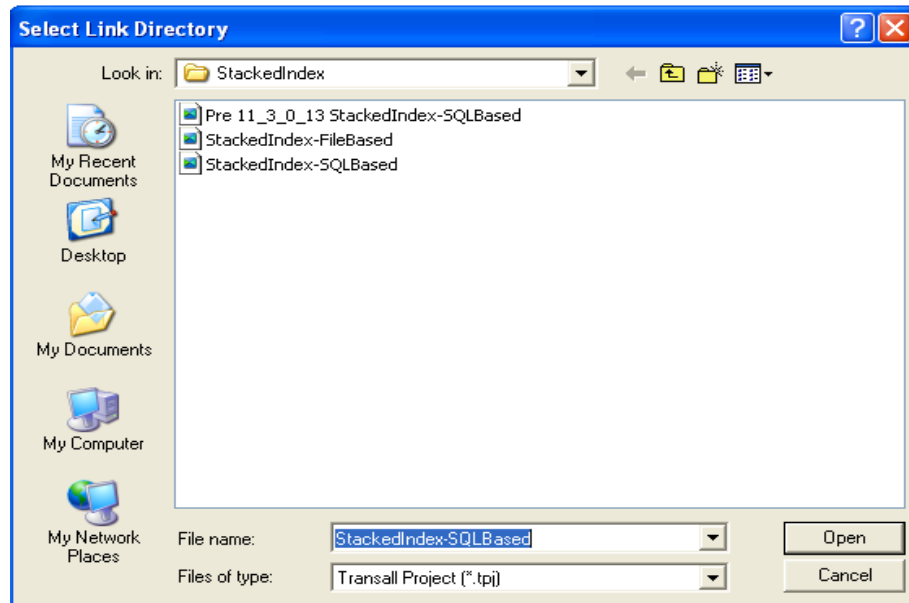 Select Link Directory
Look in:
StackedIndex
Pre 11_3_0_13 StackedIndex-SQLBased
StackedIndex-FileBased
StackedIndex-SQLBased
My Recent
Documents
Desktop
My Documents
My Computer
My Network
Places
File name:
StackedIndex-SQLBased
Open
Files of type:
Transall Project (*.tpj)
Cancel